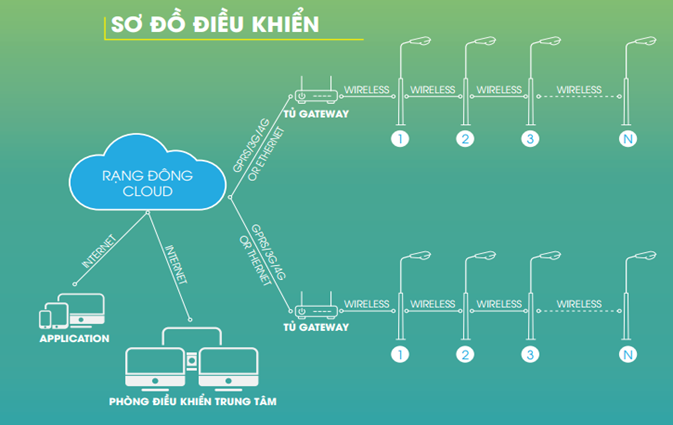 SƠ ĐỒ ĐIỀU KHIỂN
WIRELESS WIRELESS WIRELESS WIRELESS
TỦ GATEWAY
1 2 3 N
GPRS/3G/4G
OR ETHERNET
RẠNG ĐÔNG
CLOUD
GPRS/3G/4G
OR THERNET
INTERNET
INTERNET
WIRELESS WIRELESS WIRELESS WIRELESS
TỦ GATEWAY
1 2 3 N
APPLICATION
PHÒNG ĐIỀU KHIỂN TRUNG TÂM